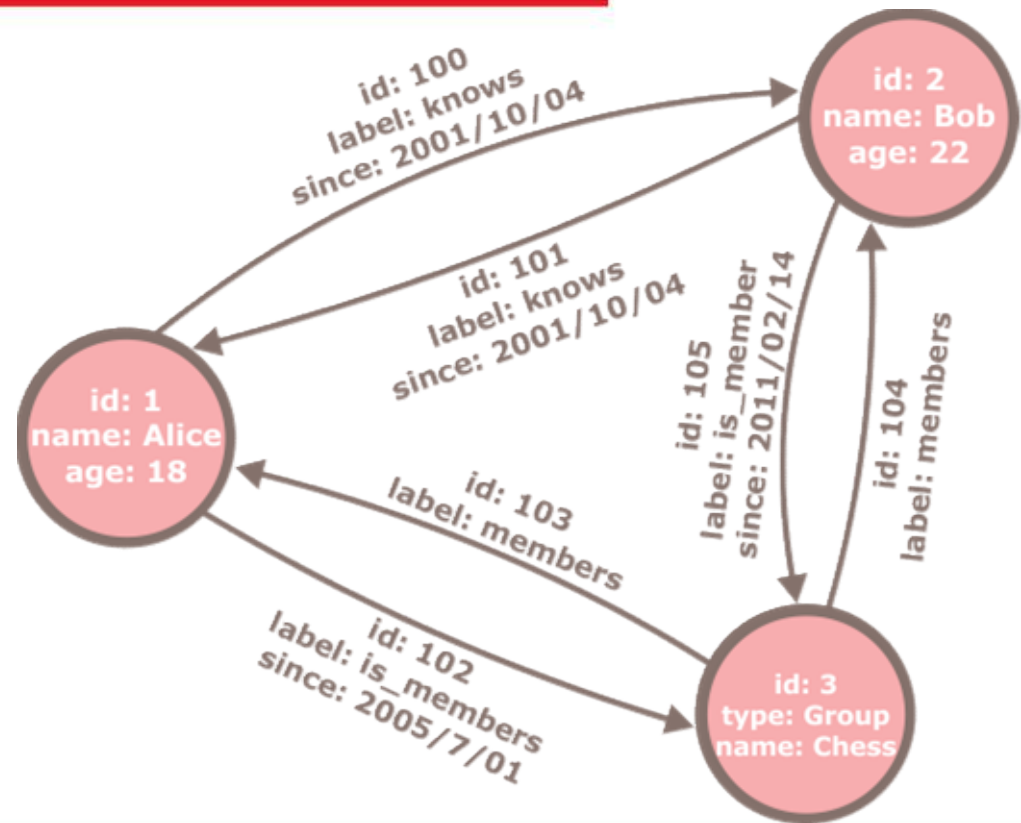 id: 100
label: knows
since: 2001/10/04
id: 2
name: Bob
age: 22
id: 101
label: knows
since: 2001/10/04
id: 105
label: is_member
since: 2011/02/14
id: 104
label: members
id: 1
name: Alice
age: 18
id: 103
label: members
id: 102
label: is_members
since: 2005/7/01
id: 3
type: Group
name: Chess